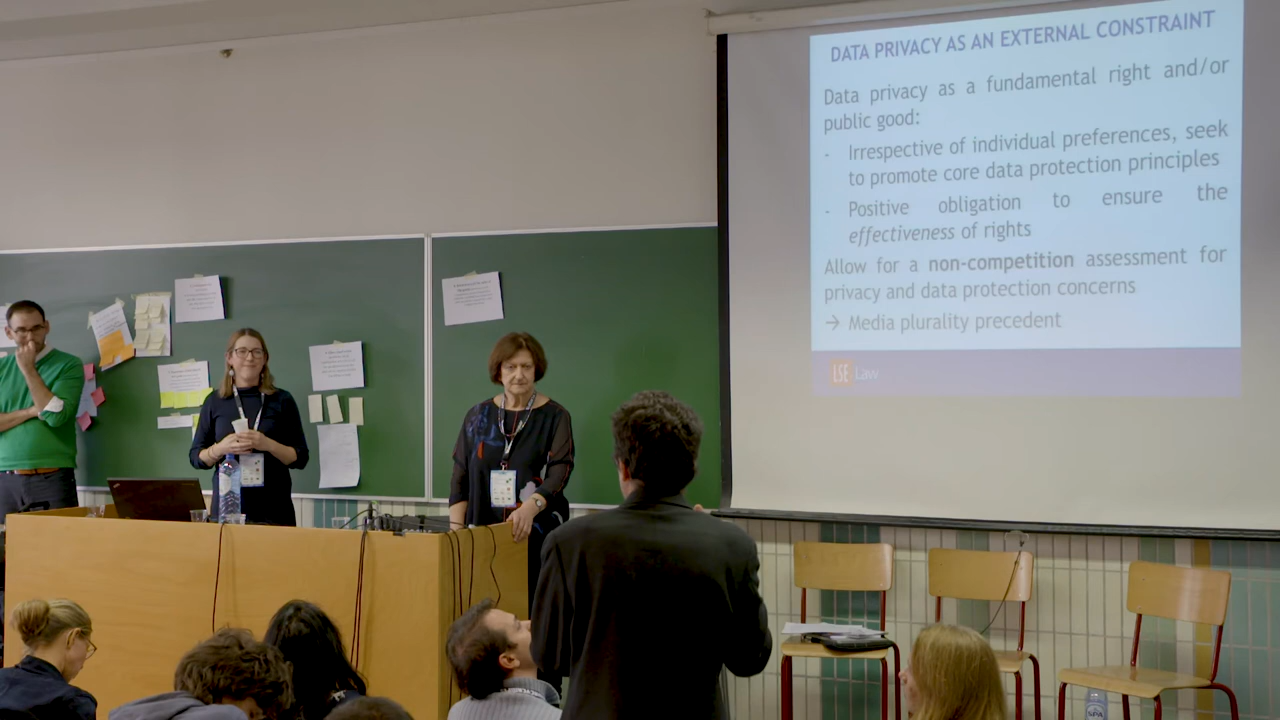 DATA PRIVACY AS AN EXTERNAL CONSTRAINT
Data privacy as a fundamental right and/or
public good:
- Irrespective of individual preferences, seek
to promote core data protection principles
- Positive obligation to ensure the
effectiveness of rights
Allow for a non-competition assessment for
privacy and data protection concerns
→ Media plurality precedent
LSE Law
SPA